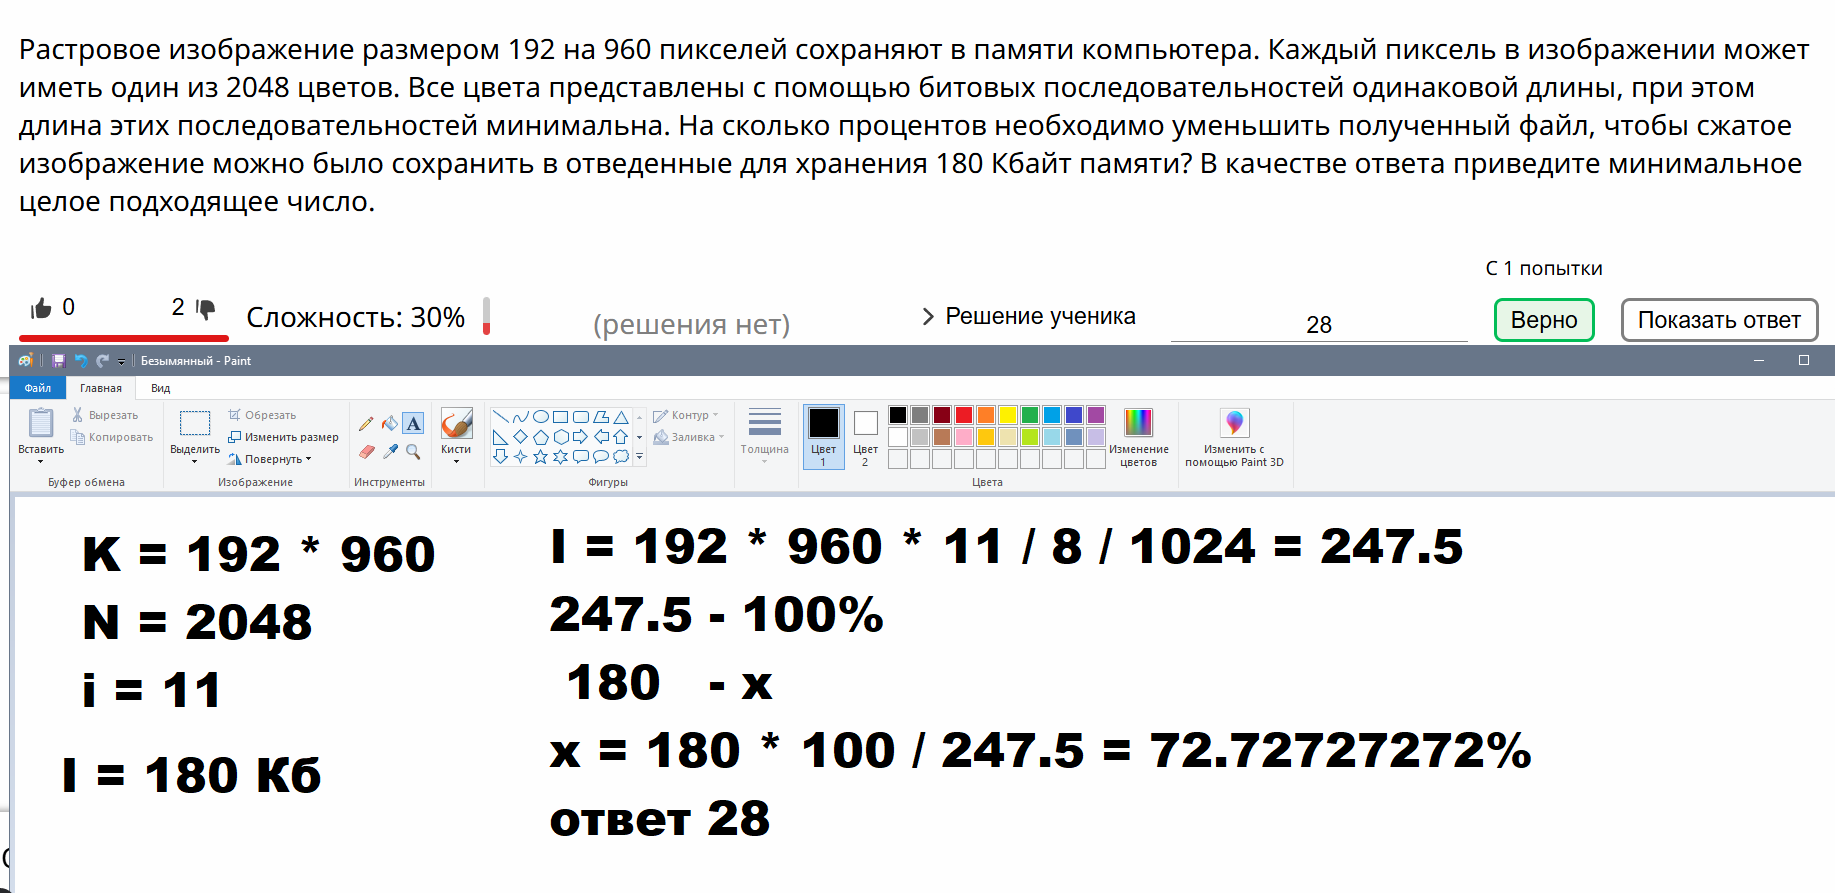 Растровое изображение размером 192 на 960 пикселей сохраняют в памяти компьютера. Каждый пиксель в изображении может
иметь один из 2048 цветов. Все цвета представлены с помощью битовых последовательностей одинаковой длины, при этом
длина этих последовательностей минимальна. На сколько процентов необходимо уменьшить полученный файл, чтобы сжатое
изображение можно было сохранить в отведенные для хранения 180 Кбайт памяти? В качестве ответа приведите минимальное
целое подходящее число.
С 1 попытки
0 2 Сложность: 30% (решения нет) Решение ученика 28 Верно Показать ответ
Безымянный - Paint
Файл Главная Вид
Вставить
Вырезать
Копировать
Буфер обмена
Выделить
Обрезать
Изменить размер
Повернуть
Изображение
A
Инструменты
Кисти
Контур
Заливка
Фигуры
Толщина
Цвет
1
Цвет
2
Изменение
цветов
Цвета
Изменить с
помощью Paint 3D
K = 192 * 960
N = 2048
i = 11
I = 180 Кб
I = 192 * 960 * 11 / 8 / 1024 = 247.5
247.5 - 100%
180 - x
x = 180 * 100 / 247.5 = 72.72727272%
ответ 28